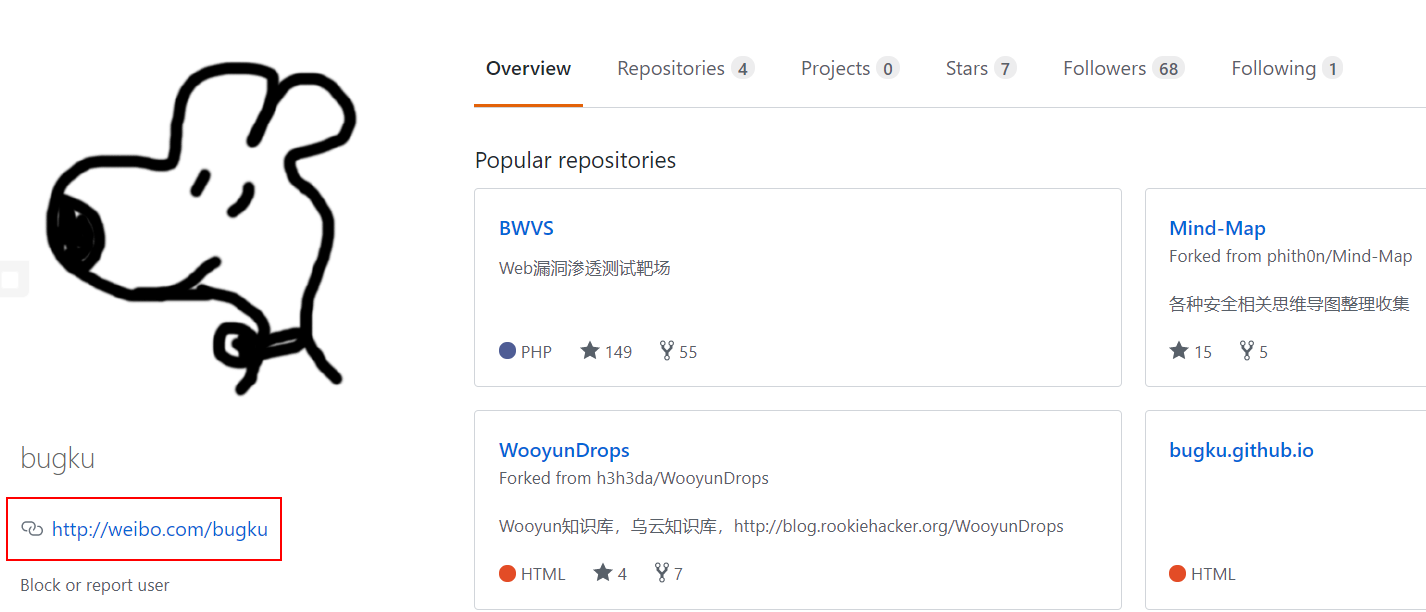 Overview Repositories 4 Projects 0 Stars 7 Followers 68 Following 1
Popular repositories
BWVS
Web漏洞渗透测试靶场
PHP 149 55
Mind-Map
Forked from phith0n/Mind-Map
各种安全相关思维导图整理收集
15 5
WooyunDrops
Forked from h3h3da/WooyunDrops
Wooyun知识库，乌云知识库，http://blog.rookiehacker.org/WooyunDrops
HTML 4 7
bugku.github.io
HTML
bugku
http://weibo.com/bugku
Block or report user